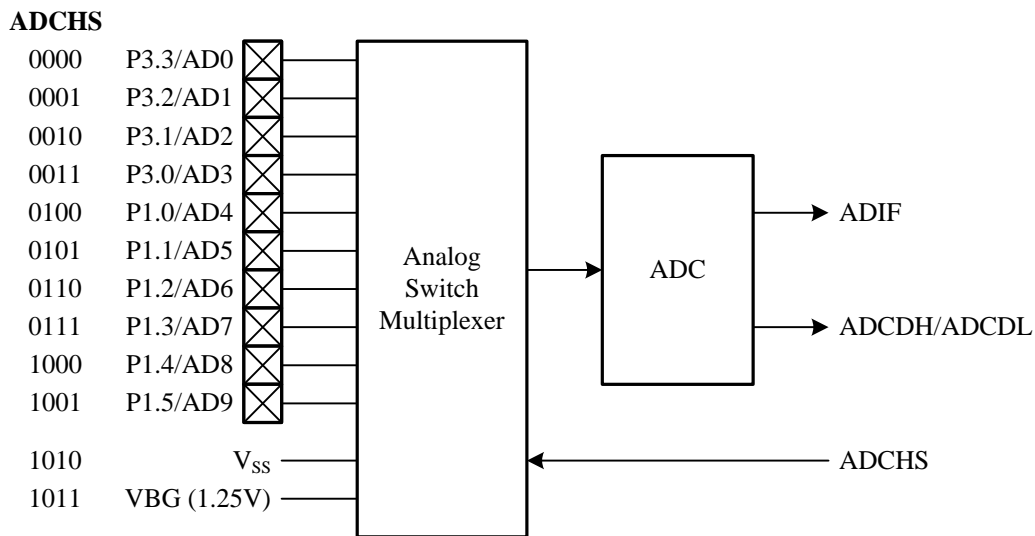 ADCHS
0000 P3.3/AD0
0001 P3.2/AD1
0010 P3.1/AD2
0011 P3.0/AD3
0100 P1.0/AD4
0101 P1.1/AD5
0110 P1.2/AD6
0111 P1.3/AD7
1000 P1.4/AD8
1001 P1.5/AD9
1010 VSS
1011 VBG (1.25V)
Analog
Switch
Multiplexer
ADC
ADIF
ADCDH/ADCDL
ADCHS